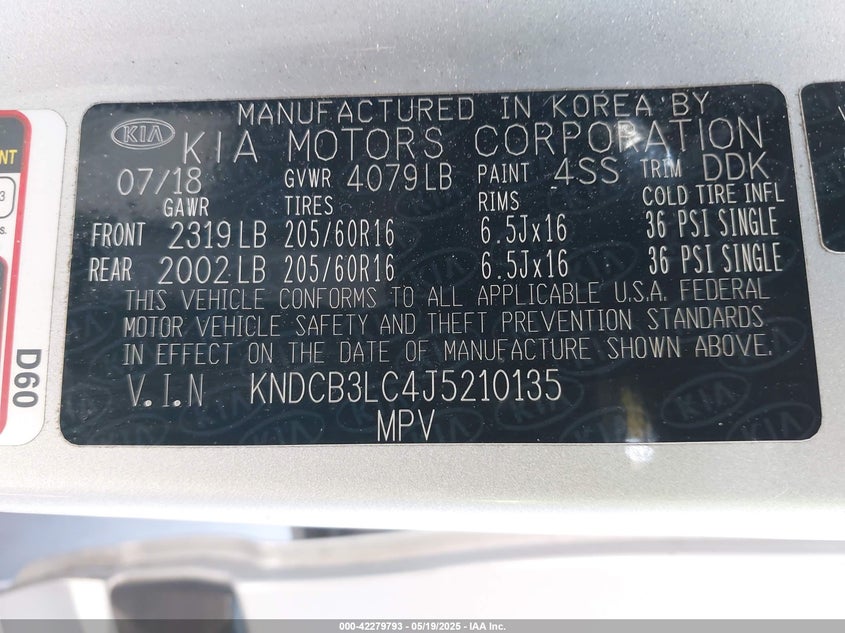 MANUFACTURED IN KOREA BY
KIA KIA MOTORS CORPORATION
07/18 GVWR 4079LB PAINT 4SS TRIM DDK
GAWR TIRES RIMS COLD TIRE INFL
FRONT 2319LB 205/60R16 6.5Jx16 36 PSI SINGLE
REAR 2002LB 205/60R16 6.5Jx16 36 PSI SINGLE
THIS VEHICLE CONFORMS TO ALL APPLICABLE U.S.A. FEDERAL
MOTOR VEHICLE SAFETY AND THEFT PREVENTION STANDARDS
IN EFFECT ON THE DATE OF MANUFACTURE SHOWN ABOVE.
V.I.N KNDCB3LC4J5210135
MPV
D60
000-42279793 — 05/19/2025 — IAA Inc.